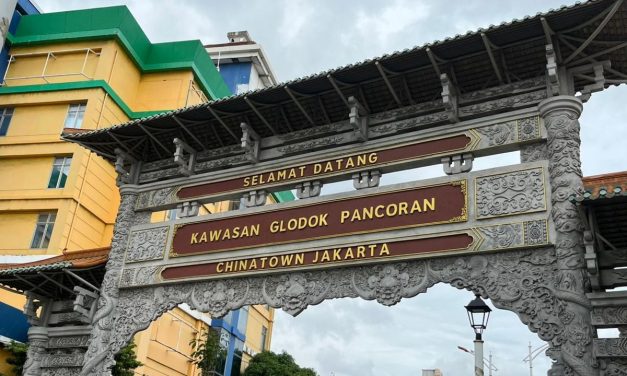 SELAMAT DATANG
KAWASAN GLODOK PANCORAN
CHINATOWN JAKARTA